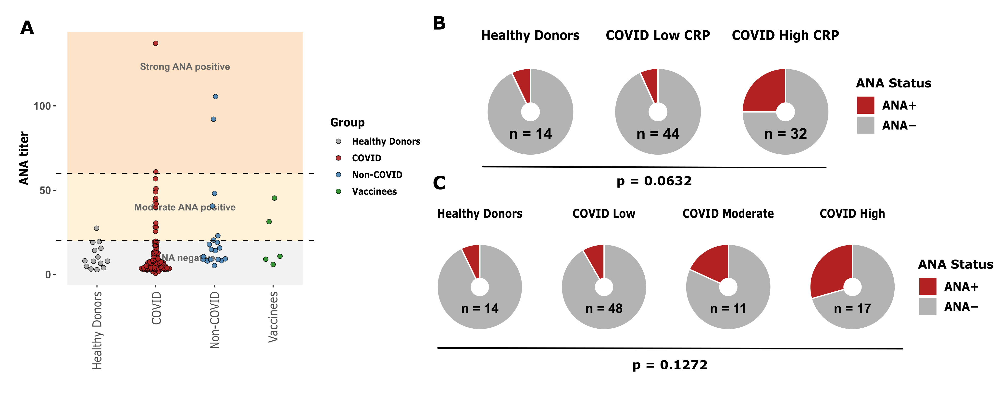 A
Strong ANA positive
Moderate ANA positive
NA negative
100
50
0
ANA titer
Healthy Donors
COVID
Non-COVID
Vaccinees
Group
Healthy Donors
COVID
Non-COVID
Vaccinees
B
Healthy Donors
COVID Low CRP
COVID High CRP
n = 14
n = 44
n = 32
ANA Status
ANA+
ANA−
p = 0.0632
C
Healthy Donors
COVID Low
COVID Moderate
COVID High
n = 14
n = 48
n = 11
n = 17
ANA Status
ANA+
ANA−
p = 0.1272